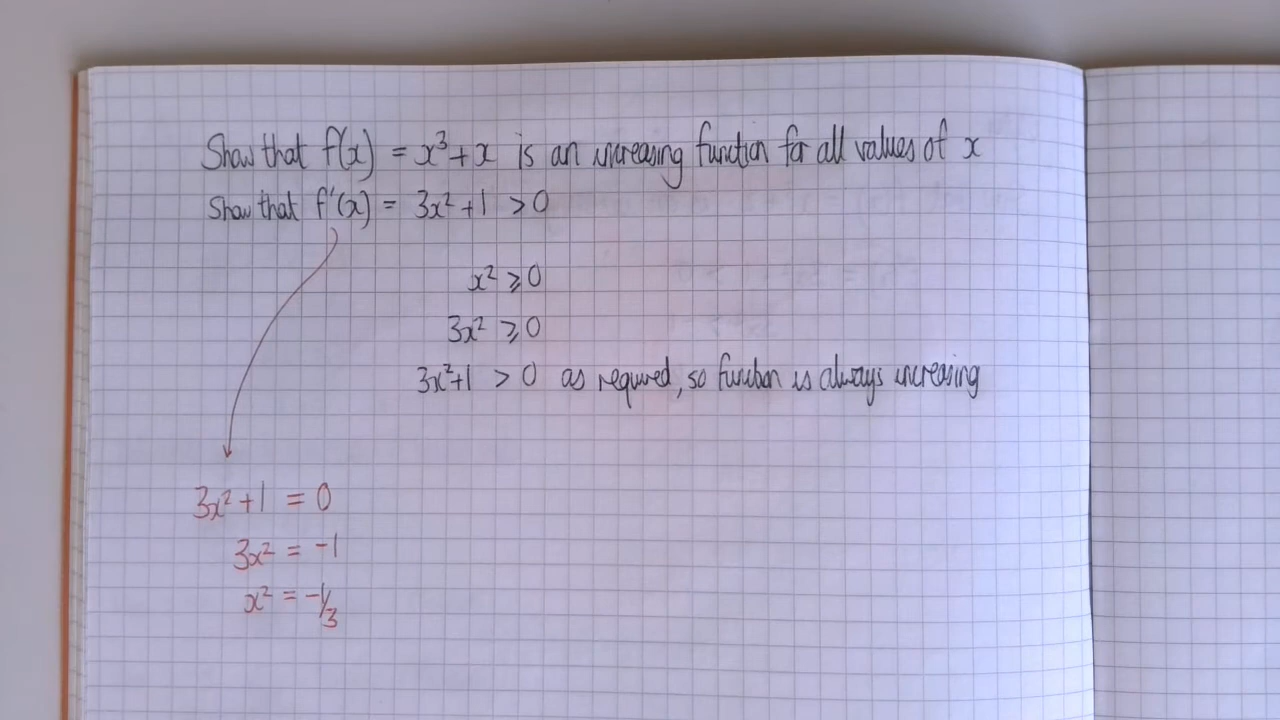 Show that f(x) = x³ + x is an increasing function for all values of x
Show that f'(x) = 3x² + 1 > 0
x² ⩾ 0
3x² ⩾ 0
3x²+1 > 0 as required, so function is always increasing
3x² + 1 = 0
3x² = -1
x² = -1/3